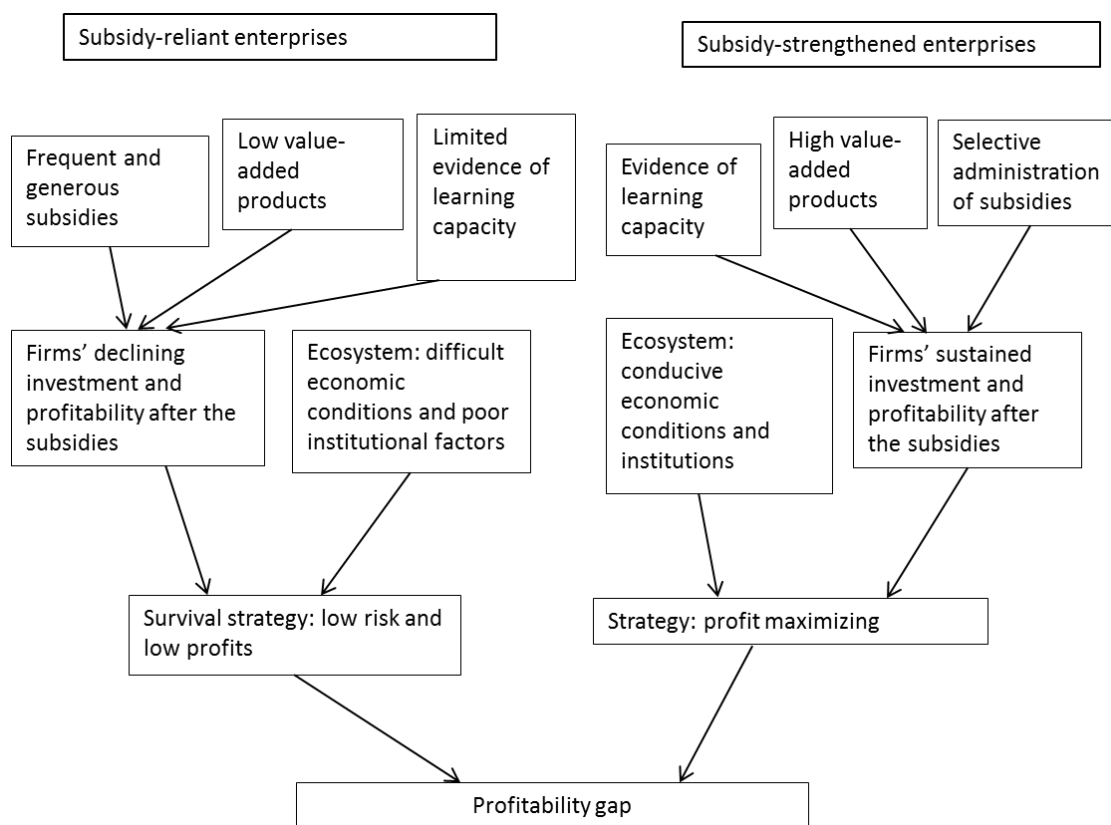 Subsidy-reliant enterprises
Subsidy-strengthened enterprises
Frequent and
generous
subsidies
Low value-
added
products
Limited
evidence of
learning
capacity
Evidence of
learning
capacity
High value-
added
products
Selective
administration
of subsidies
Firms’ declining
investment and
profitability after the
subsidies
Ecosystem: difficult
economic
conditions and poor
institutional factors
Ecosystem:
conducive
economic
conditions and
institutions
Firms’ sustained
investment and
profitability after
the subsidies
Survival strategy: low risk and
low profits
Strategy: profit maximizing
Profitability gap